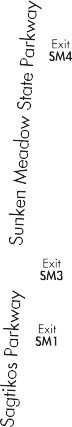 Sunken Meadow State Parkway
Exit
SM4
Exit
SM3
Sagtikos Parkway
Exit
SM1